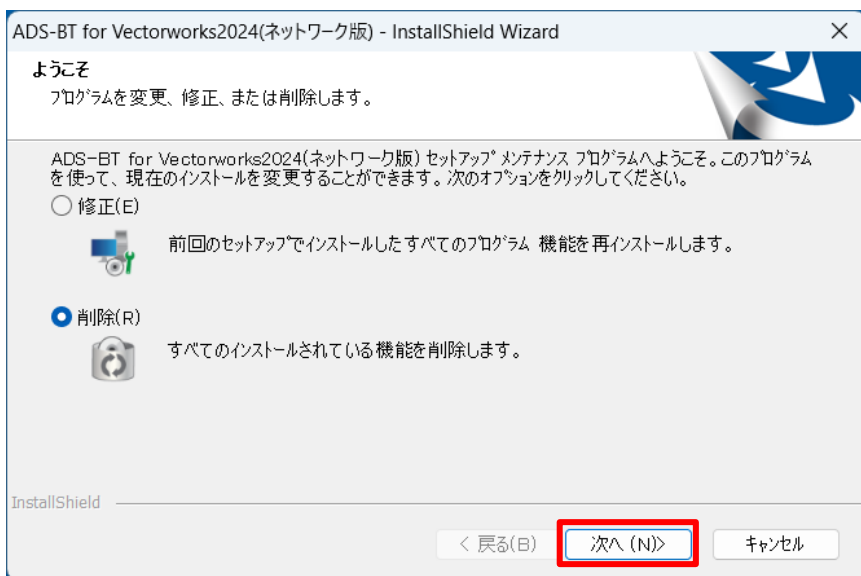 ADS-BT for Vectorworks2024(ネットワーク版) - InstallShield Wizard
ようこそ
プログラムを変更、修正、または削除します。
ADS-BT for Vectorworks2024(ネットワーク版) セットアップ メンテナンス プログラムへようこそ。このプログラム
を使って、現在のインストールを変更することができます。次のオプションをクリックしてください。
修正(E)
前回のセットアップでインストールしたすべてのプログラム 機能を再インストールします。
削除(R)
すべてのインストールされている機能を削除します。
InstallShield
< 戻る(B)
次へ (N)>
キャンセル